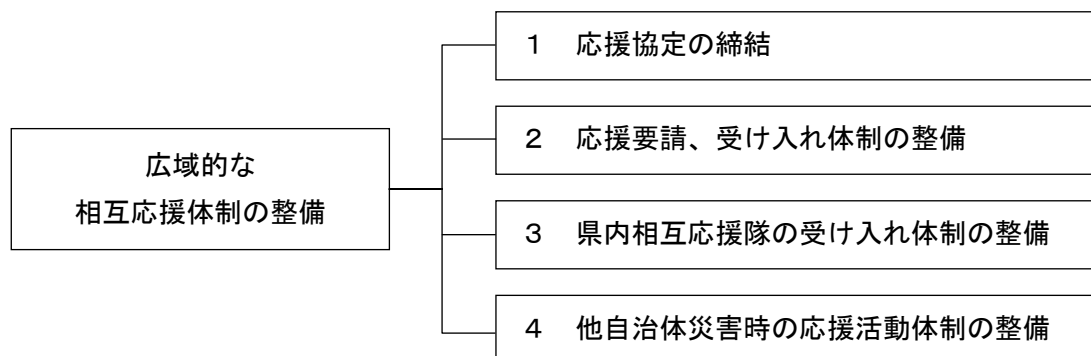 広域的な
相互応援体制の整備
１　応援協定の締結
２　応援要請、受け入れ体制の整備
３　県内相互応援隊の受け入れ体制の整備
４　他自治体災害時の応援活動体制の整備